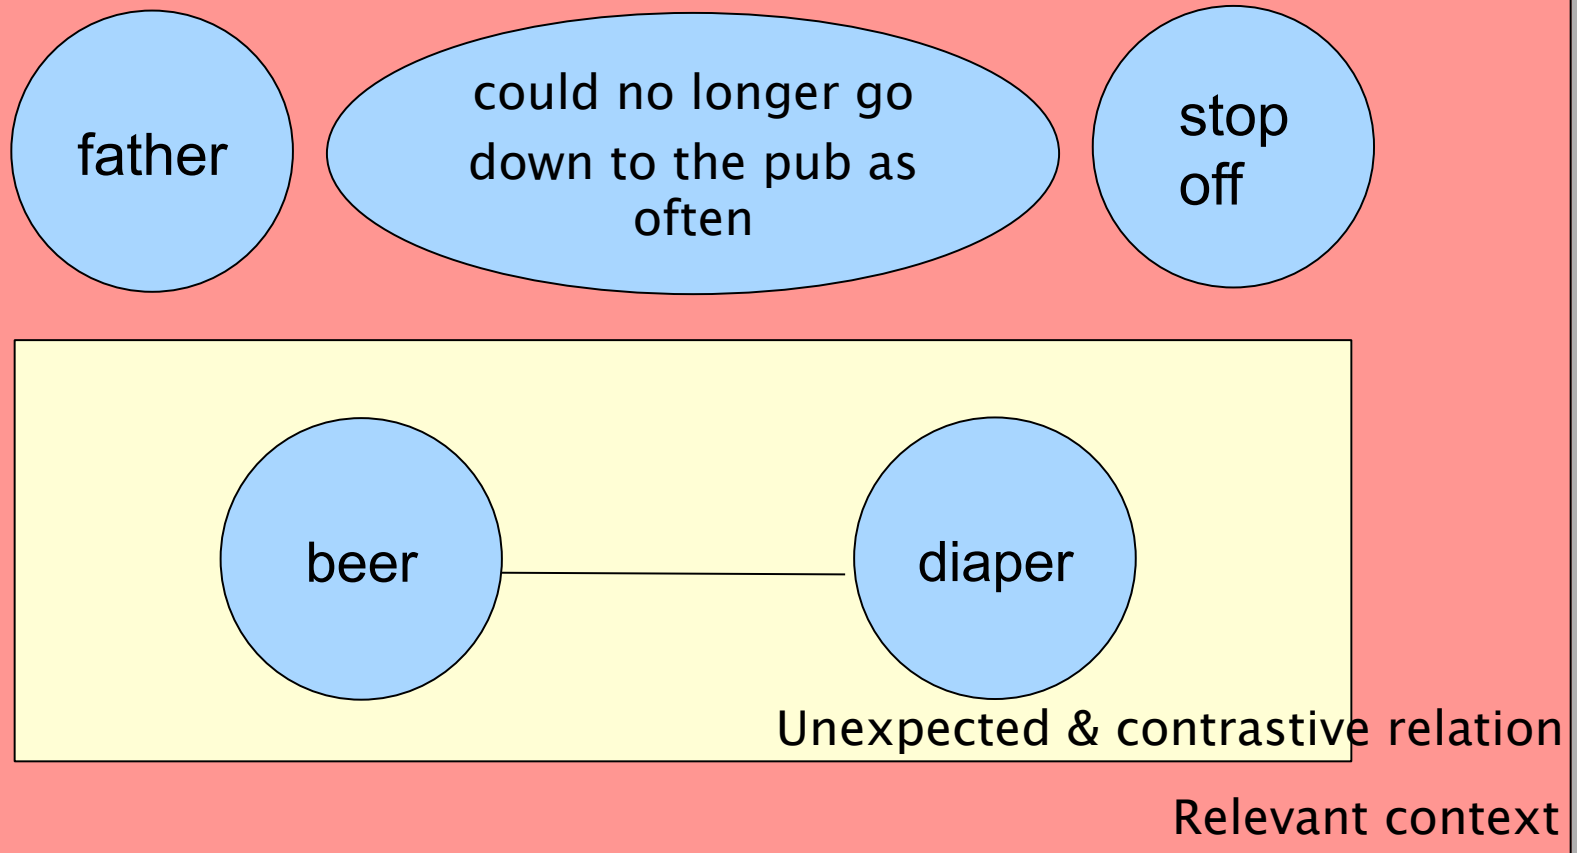 father
could no longer go
down to the pub as
often
stop
off
beer
diaper
Unexpected & contrastive relation
Relevant context